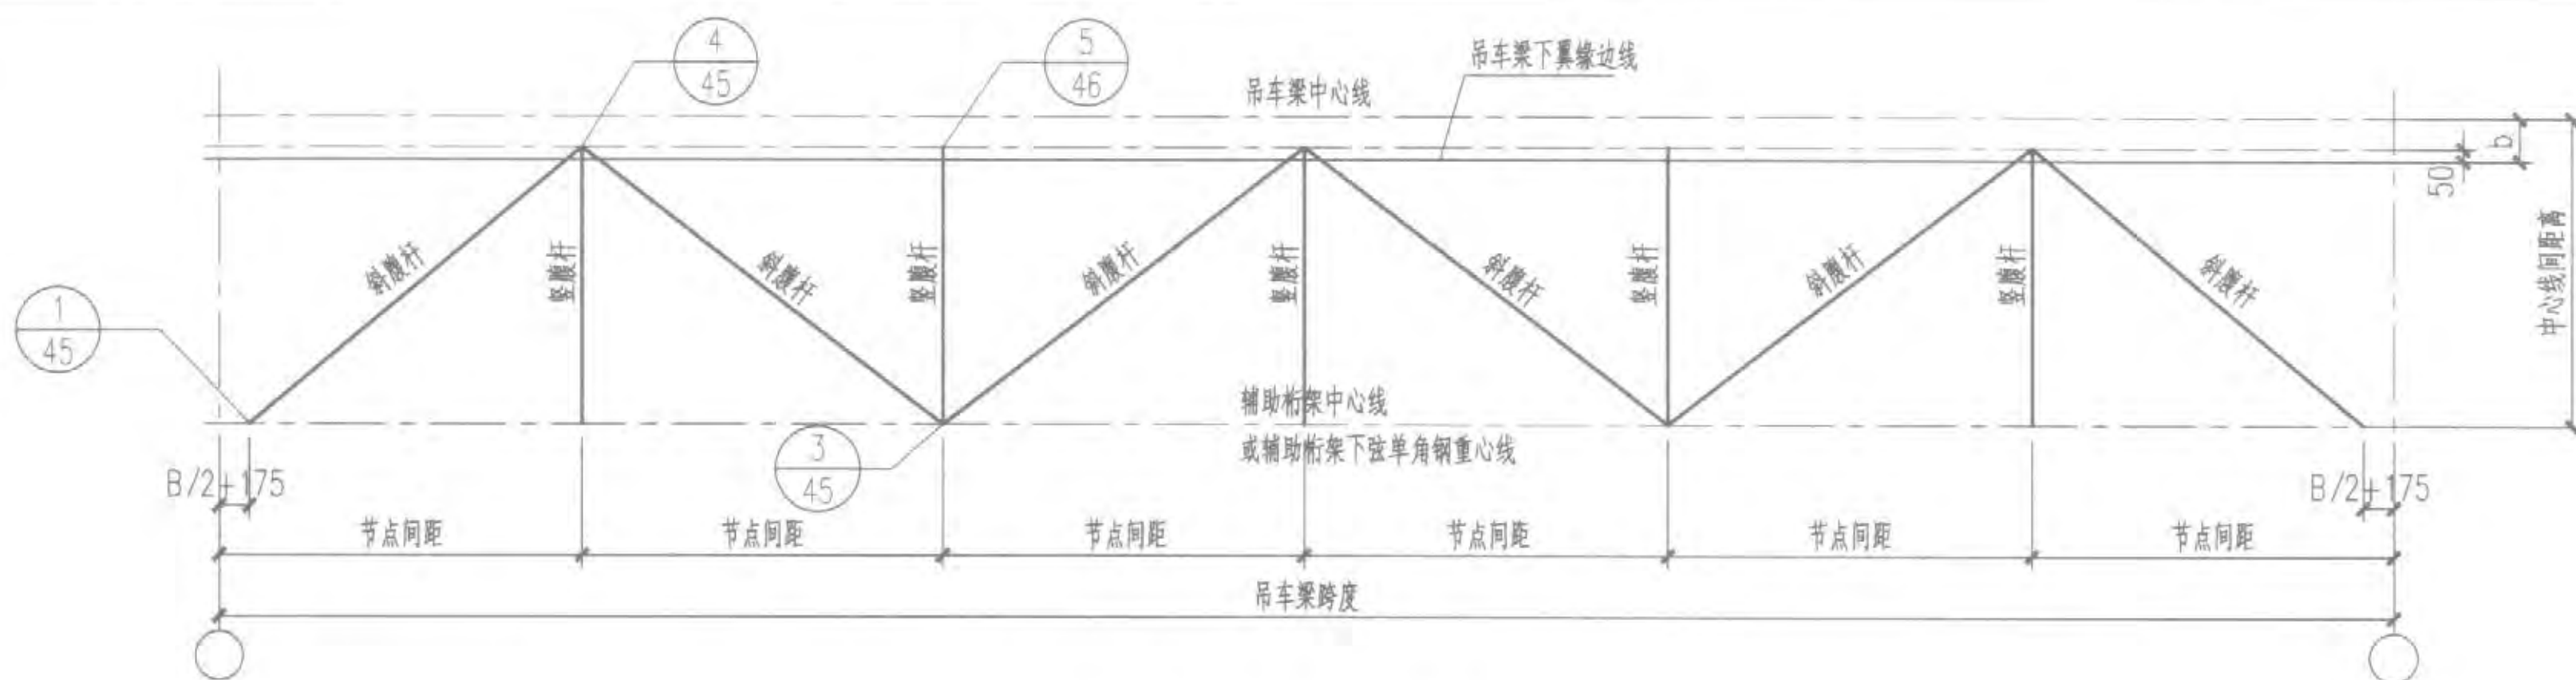 4
45
5
46
吊车梁下翼缘边线
吊车梁中心线
b
50
中心线间距离
斜腹杆
竖腹杆
斜腹杆
竖腹杆
斜腹杆
竖腹杆
斜腹杆
竖腹杆
斜腹杆
竖腹杆
斜腹杆
1
45
辅助桁架中心线
或辅助桁架下弦单角钢重心线
3
45
B/2+175
B/2+175
节点间距
节点间距
节点间距
节点间距
节点间距
节点间距
吊车梁跨度